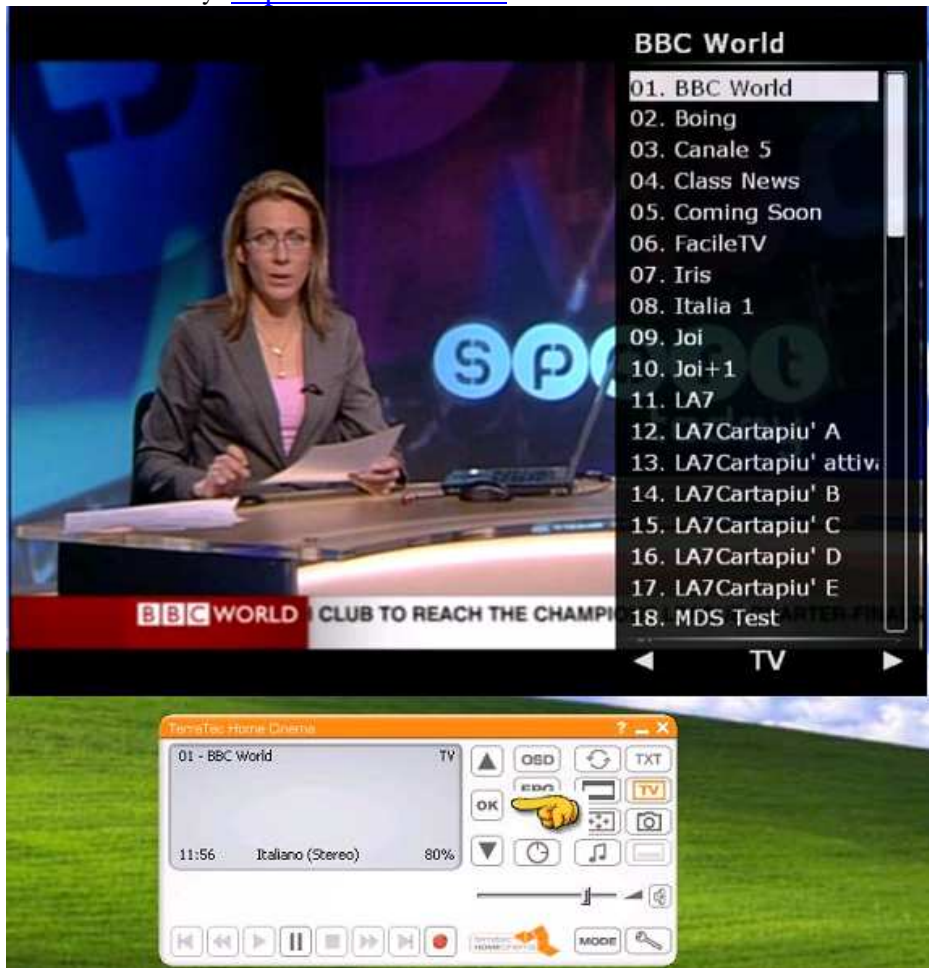 BBC World
01. BBC World
02. Boing
03. Canale 5
04. Class News
05. Coming Soon
06. FacileTV
07. Iris
08. Italia 1
09. Joi
10. Joi+1
11. LA7
12. LA7Cartapiu' A
13. LA7Cartapiu' attiv
14. LA7Cartapiu' B
15. LA7Cartapiu' C
16. LA7Cartapiu' D
17. LA7Cartapiu' E
18. MDS Test
TV
BBC WORLD CLUB TO REACH THE
TerraTec Home Cinema ? _ X
01 - BBC World TV
OSD TXT
EPG TV
OK
11:56 Italiano (Stereo) 80%
MODE